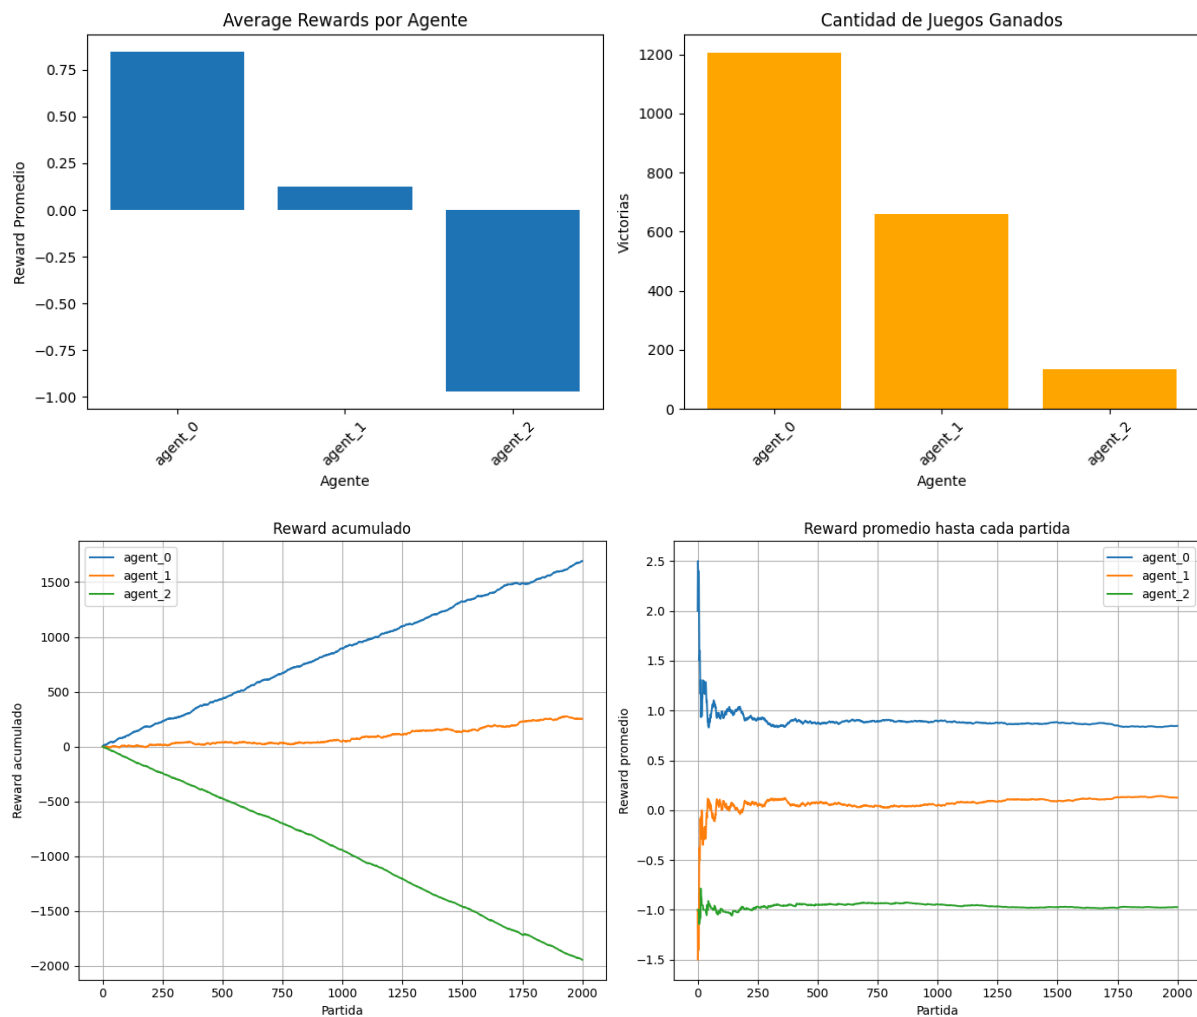 Average Rewards por Agente
0.75
0.50
0.25
0.00
−0.25
−0.50
−0.75
−1.00
Reward Promedio
agent_0
agent_1
agent_2
Agente
Cantidad de Juegos Ganados
1200
1000
800
600
400
200
0
Victorias
agent_0
agent_1
agent_2
Agente
Reward acumulado
agent_0
agent_1
agent_2
1500
1000
500
0
−500
−1000
−1500
−2000
Reward acumulado
0
250
500
750
1000
1250
1500
1750
2000
Partida
Reward promedio hasta cada partida
agent_0
agent_1
agent_2
2.5
2.0
1.5
1.0
0.5
0.0
−0.5
−1.0
−1.5
Reward promedio
0
250
500
750
1000
1250
1500
1750
2000
Partida